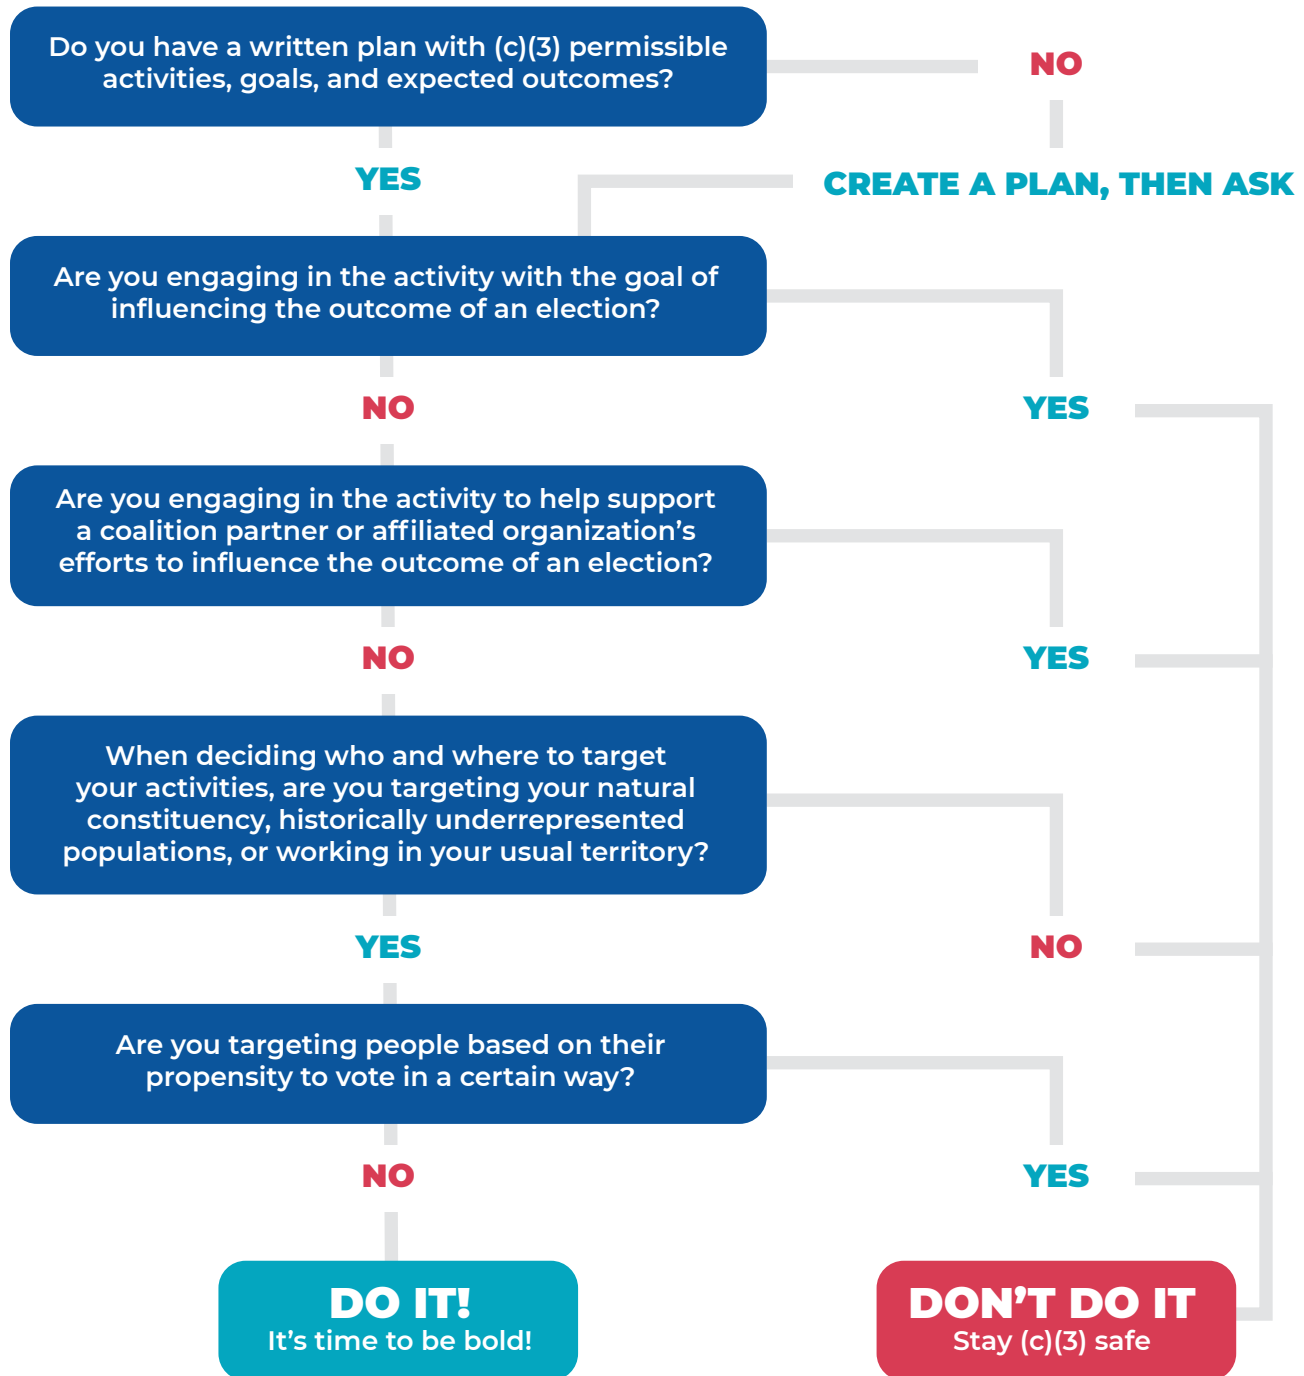 Do you have a written plan with (c)(3) permissible
activities, goals, and expected outcomes?
NO
YES
CREATE A PLAN, THEN ASK
Are you engaging in the activity with the goal of
influencing the outcome of an election?
NO
YES
Are you engaging in the activity to help support
a coalition partner or affiliated organization’s
efforts to influence the outcome of an election?
NO
YES
When deciding who and where to target
your activities, are you targeting your natural
constituency, historically underrepresented
populations, or working in your usual territory?
YES
NO
Are you targeting people based on their
propensity to vote in a certain way?
NO
YES
DO IT!
It’s time to be bold!
DON’T DO IT
Stay (c)(3) safe